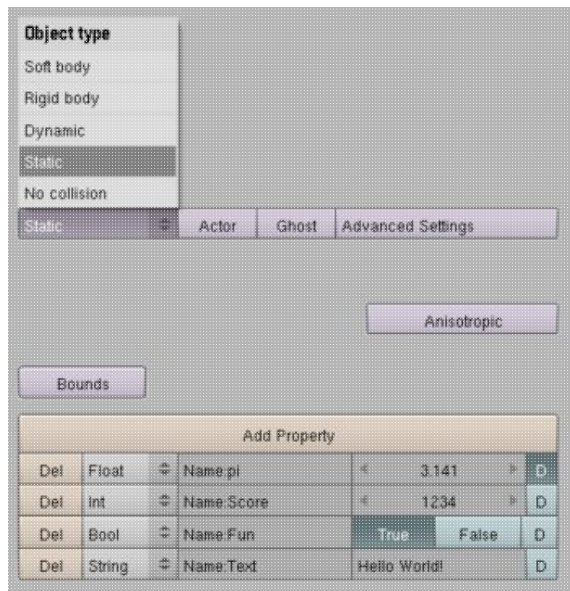 Object type
Soft body
Rigid body
Dynamic
Static
No collision
Static Actor Ghost Advanced Settings
Anisotropic
Bounds
Add Property
Del Float Name:pi 3.141 D
Del Int Name:Score 1234 D
Del Bool Name:Fun True False D
Del String Name:Text Hello World! D